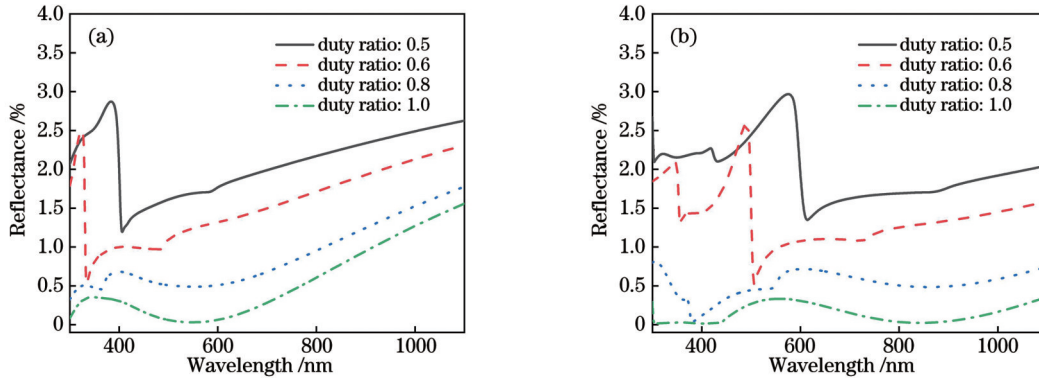 (a)
duty ratio: 0.5
duty ratio: 0.6
duty ratio: 0.8
duty ratio: 1.0
4.0
3.5
3.0
2.5
2.0
1.5
1.0
0.5
0
400
600
800
1000
Reflectance /%
Wavelength /nm
(b)
duty ratio: 0.5
duty ratio: 0.6
duty ratio: 0.8
duty ratio: 1.0
4.0
3.5
3.0
2.5
2.0
1.5
1.0
0.5
0
400
600
800
1000
Reflectance /%
Wavelength /nm